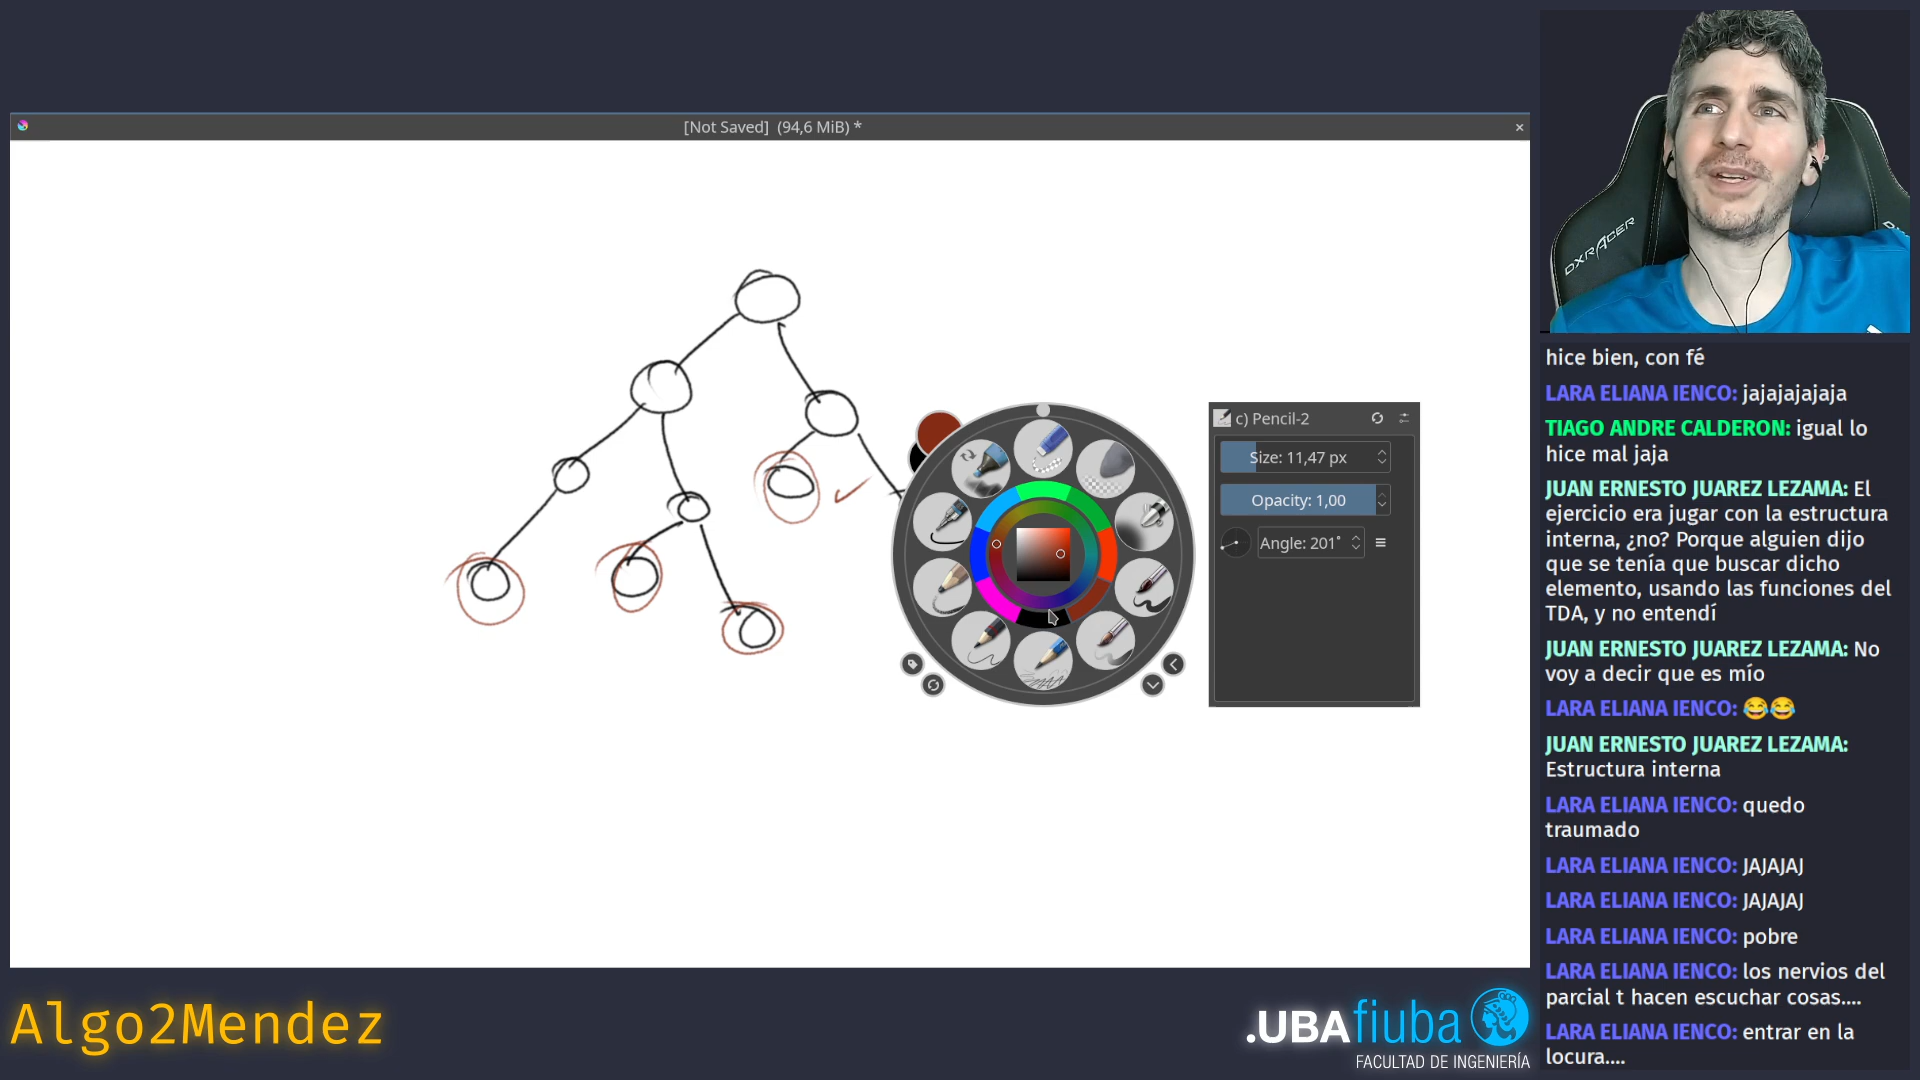 [Not Saved]  (94,6 MiB) *
×
DXRACER
c) Pencil-2
Size: 11,47 px
Opacity: 1,00
Angle: 201°
hice bien, con fé
LARA ELIANA IENCO: jajajajajaja
TIAGO ANDRE CALDERON: igual lo
hice mal jaja
JUAN ERNESTO JUAREZ LEZAMA: El
ejercicio era jugar con la estructura
interna, ¿no? Porque alguien dijo
que se tenía que buscar dicho
elemento, usando las funciones del
TDA, y no entendí
JUAN ERNESTO JUAREZ LEZAMA: No
voy a decir que es mío
LARA ELIANA IENCO: 😂😂
JUAN ERNESTO JUAREZ LEZAMA:
Estructura interna
LARA ELIANA IENCO: quedo
traumado
LARA ELIANA IENCO: JAJAJAJ
LARA ELIANA IENCO: JAJAJAJ
LARA ELIANA IENCO: pobre
LARA ELIANA IENCO: los nervios del
parcial t hacen escuchar cosas....
LARA ELIANA IENCO: entrar en la
locura....
Algo2Mendez
.UBAfiuba
FACULTAD DE INGENIERÍA